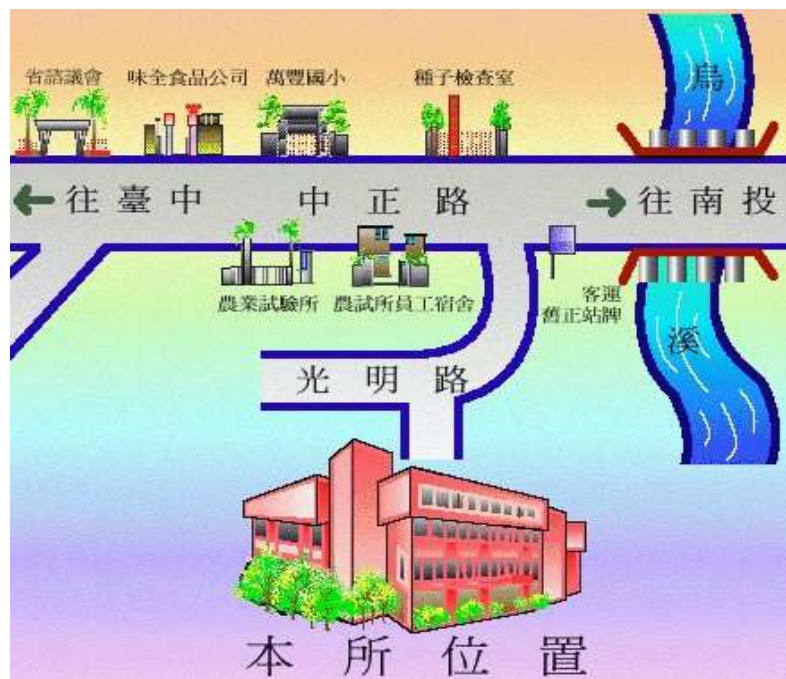 省諮議會
味全食品公司
萬豐國小
種子檢查室
烏
往臺中
中正路
往南投
農業試驗所
農試所員工宿舍
客運
舊正站牌
溪
光明路
本所位置